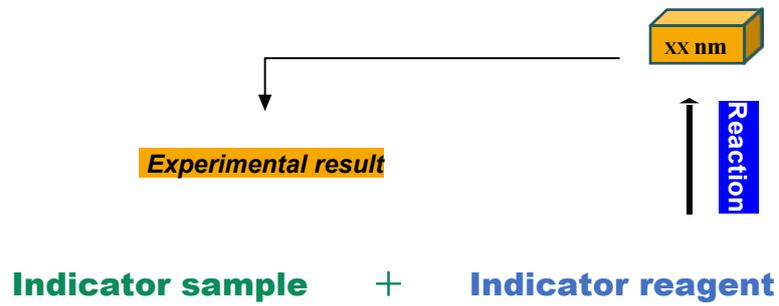 xx nm
Reaction
Experimental result
Indicator sample + Indicator reagent